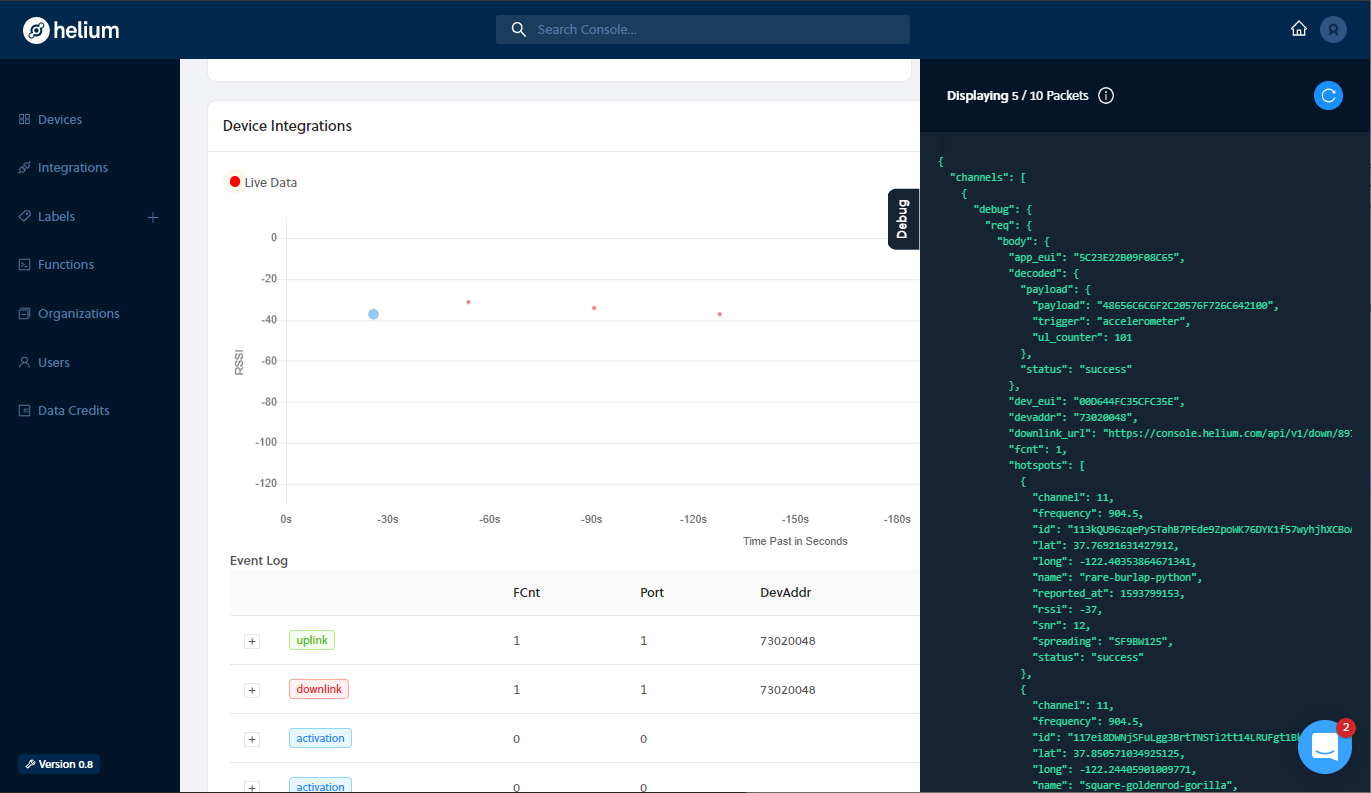 helium
Search Console...
Devices
Integrations
Labels
Functions
Organizations
Users
Data Credits
Version 0.8
Device Integrations
Live Data
0
-20
-40
-60
-80
-100
-120
RSSI
0s -30s -60s -90s -120s -150s -180s
Time Past in Seconds
Event Log
FCnt Port DevAddr
+ uplink 1 1 73020048
+ downlink 1 1 73020048
+ activation 0 0
+ activation 0 0
Debug
Displaying 5 / 10 Packets
{
"channels": [
{
"debug": {
"req": {
"body": {
"app_eui": "5C23E22B09F08C65",
"decoded": {
"payload": {
"payload": "48656C6C6F2C20576F726C642100",
"trigger": "accelerometer",
"ul_counter": 101
},
"status": "success"
},
"dev_eui": "00D644FC35CFC35E",
"devaddr": "73020048",
"downlink_url": "https://console.helium.com/api/v1/down/897
"fcnt": 1,
"hotspots": [
{
"channel": 11,
"frequency": 904.5,
"id": "113kQU96zqePySTahB7PEde9ZpoWK76DYK1f57wyhjhXCBoA
"lat": 37.76921631427912,
"long": -122.40353864671341,
"name": "rare-burlap-python",
"reported_at": 1593799153,
"rssi": -37,
"snr": 12,
"spreading": "SF9BW125",
"status": "success"
},
{
"channel": 11,
"frequency": 904.5,
"id": "117ei8DWNjSFuLgg3BrtTNSTi2tt14LRUFgt1B
"lat": 37.850571034925125,
"long": -122.24405901009771,
"name": "square-goldenrod-gorilla",
2